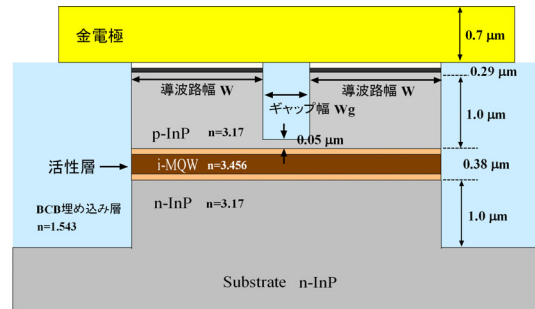 金電極
0.7 μm
0.29 μm
導波路幅 W
導波路幅 W
ギャップ幅 Wg
1.0 μm
p-InP n=3.17
0.05 μm
活性層
i-MQW n=3.456
0.38 μm
n-InP n=3.17
BCB埋め込み層
n=1.543
1.0 μm
Substrate n-InP